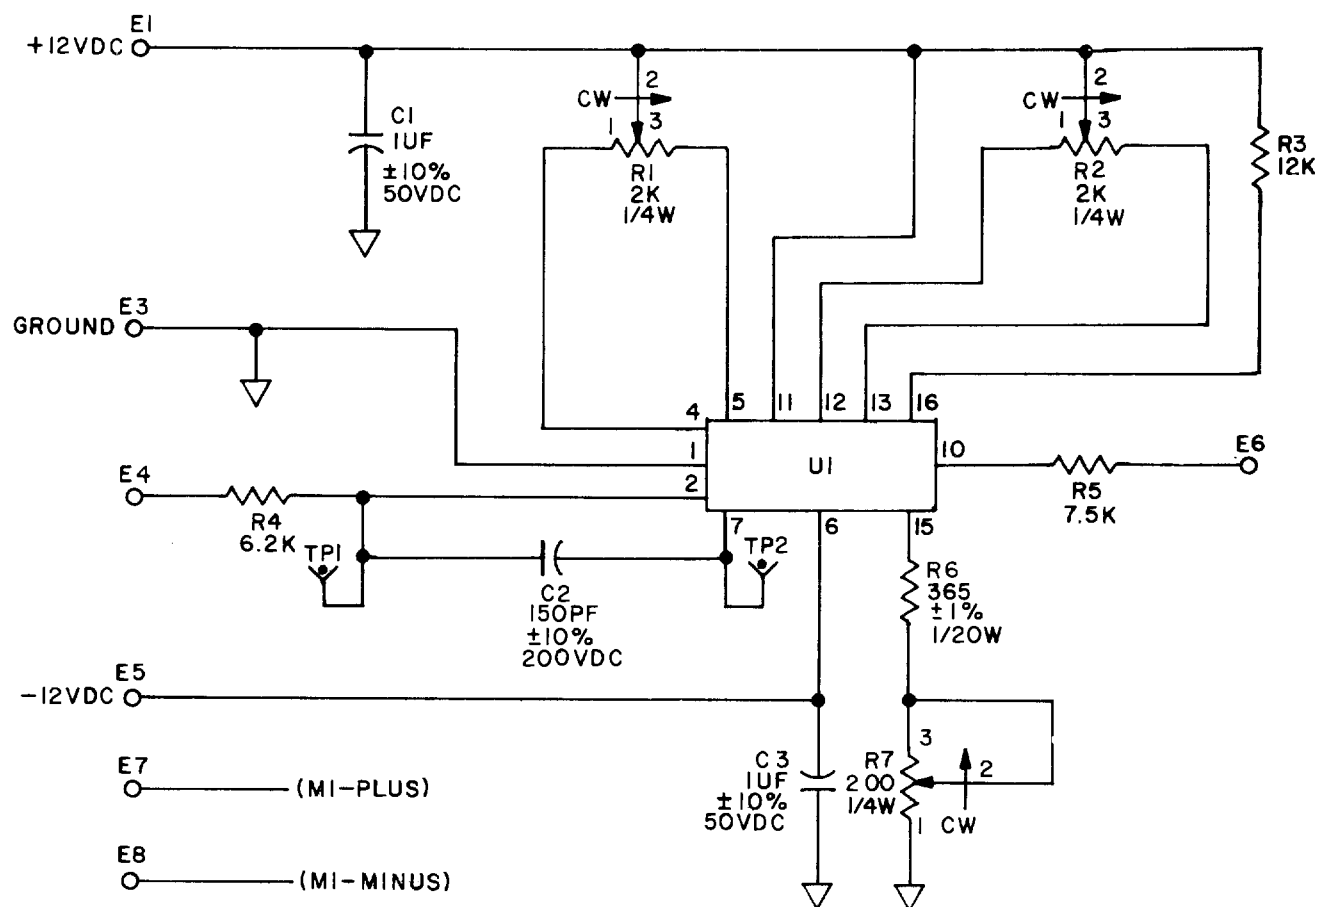 E1
+12VDC
C1
1UF
±10%
50VDC
CW
2
1
3
R1
2K
1/4W
CW
2
1
3
R2
2K
1/4W
R3
12K
E3
GROUND
4
5
11
12
13
16
1
U1
10
E6
E4
2
R4
6.2K
R5
7.5K
7
6
15
TP1
TP2
C2
150PF
±10%
200VDC
R6
365
±1%
1/20W
E5
-12VDC
C3
1UF
±10%
50VDC
R7
200
1/4W
3
2
1
CW
E7
(MI-PLUS)
E8
(MI-MINUS)